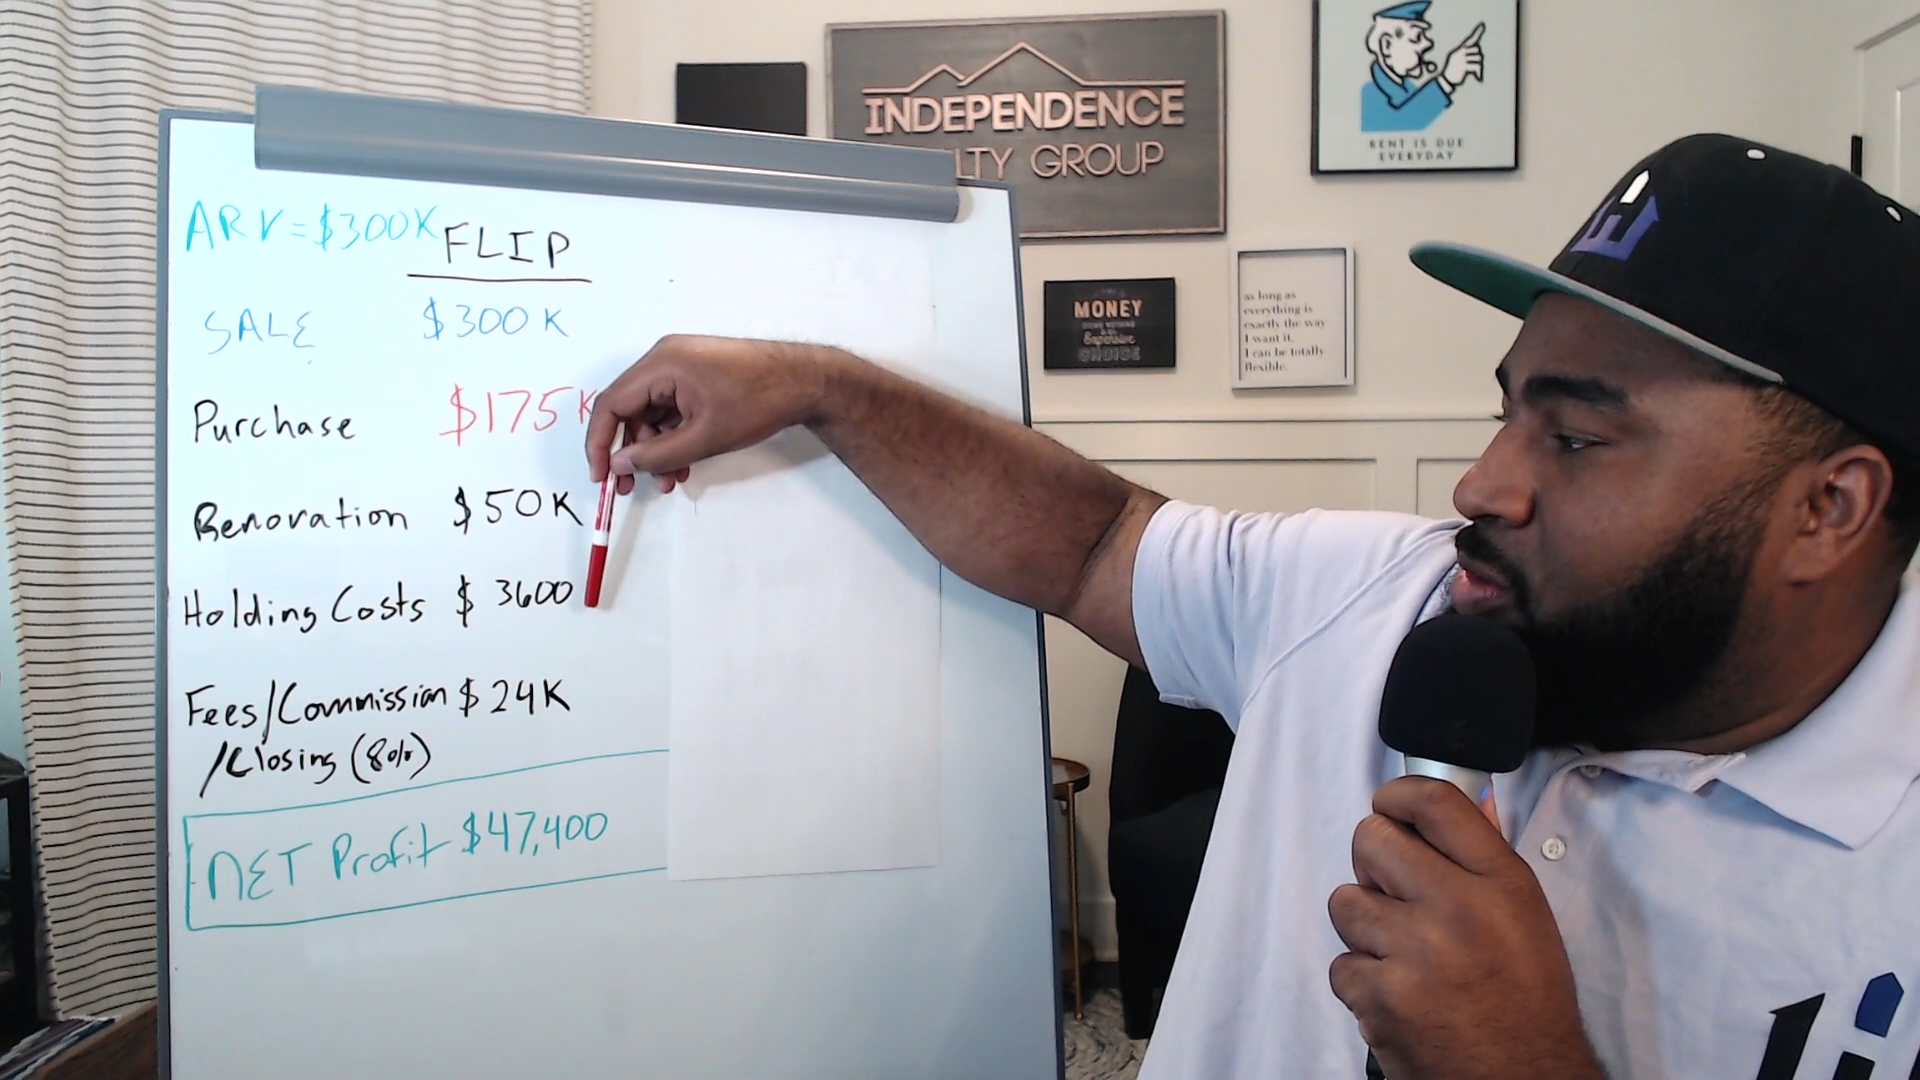 ARV=$300K
FLIP
SALE $300K
Purchase $175K
Renovation $50K
Holding Costs $3600
Fees/Commission $24K
/Closing (8%)
NET Profit $47,400
INDEPENDENCE
LTY GROUP
RENT IS DUE
EVERYDAY
MONEY
Expensive
CHOICE
as long as
everything is
exactly the way
I want it,
I can be totally
flexible.